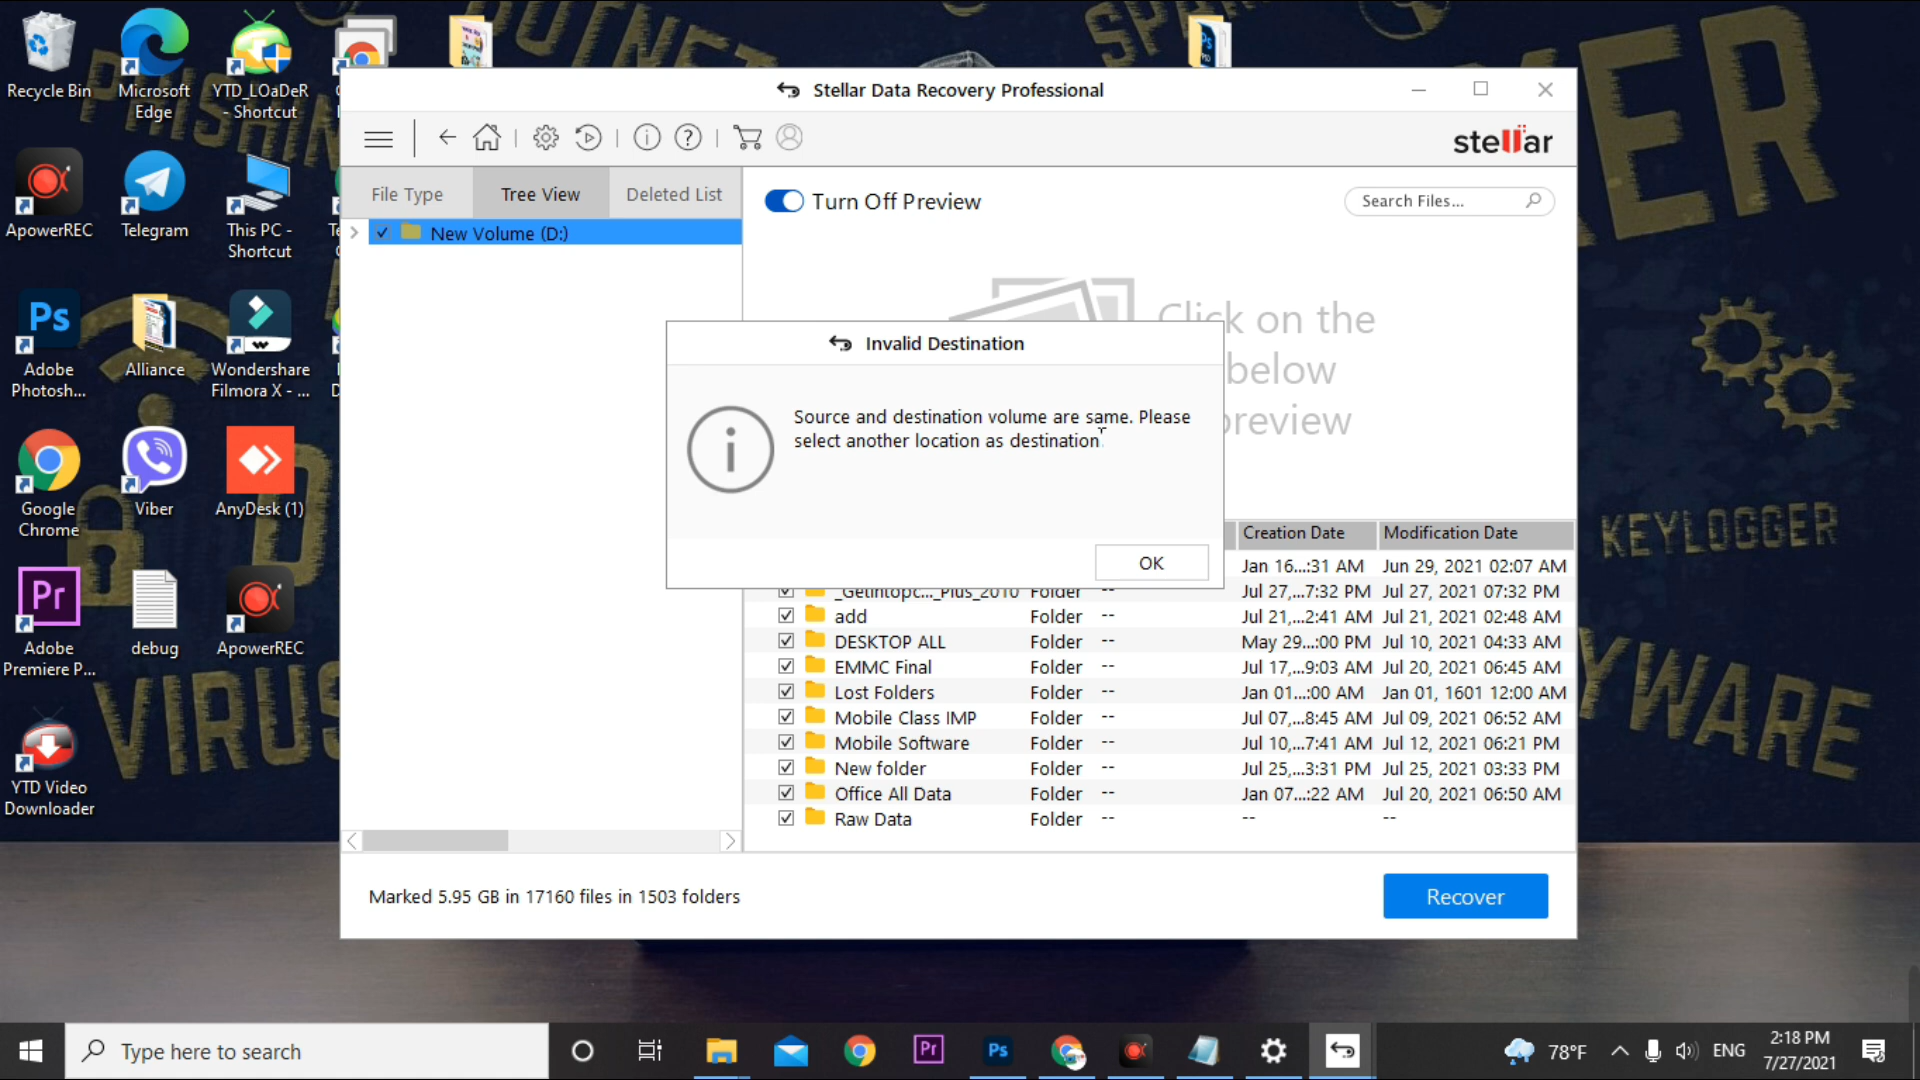 Recycle Bin
Microsoft
Edge
YTD_LOaDeR
- Shortcut
ApowerREC
Telegram
This PC -
Shortcut
Adobe
Photosh...
Alliance
Wondershare
Filmora X - ...
Google
Chrome
Viber
AnyDesk (1)
Adobe
Premiere P...
debug
ApowerREC
YTD Video
Downloader
Stellar Data Recovery Professional
stellar
File Type
Tree View
Deleted List
Turn Off Preview
Search Files...
New Volume (D:)
Click on the
below
preview
Invalid Destination
Source and destination volume are same. Please
select another location as destination.
OK
Creation Date Modification Date
Jan 16...:31 AM Jun 29, 2021 02:07 AM
_Getintopc..._Plus_2010 Folder -- Jul 27,...7:32 PM Jul 27, 2021 07:32 PM
add Folder -- Jul 21,...2:41 AM Jul 21, 2021 02:48 AM
DESKTOP ALL Folder -- May 29...:00 PM Jul 10, 2021 04:33 AM
EMMC Final Folder -- Jul 17,...9:03 AM Jul 20, 2021 06:45 AM
Lost Folders Folder -- Jan 01...:00 AM Jan 01, 1601 12:00 AM
Mobile Class IMP Folder -- Jul 07,...8:45 AM Jul 09, 2021 06:52 AM
Mobile Software Folder -- Jul 10,...7:41 AM Jul 12, 2021 06:21 PM
New folder Folder -- Jul 25,...3:31 PM Jul 25, 2021 03:33 PM
Office All Data Folder -- Jan 07...:22 AM Jul 20, 2021 06:50 AM
Raw Data Folder -- -- --
Marked 5.95 GB in 17160 files in 1503 folders
Recover
KEYLOGGER
VIRUS
Type here to search
78°F
ENG
2:18 PM
7/27/2021